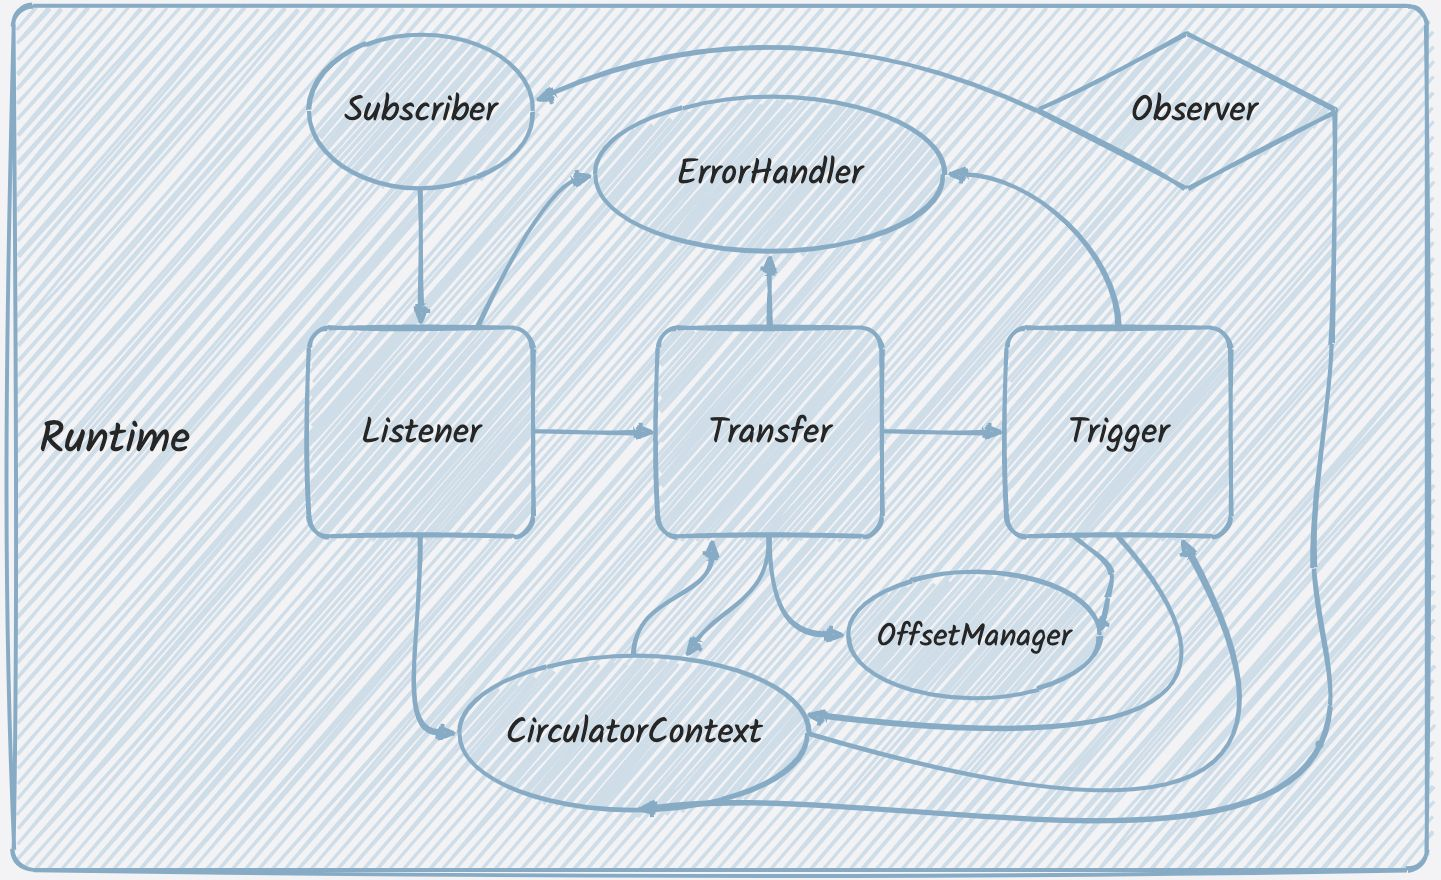 Subscriber
Observer
ErrorHandler
Runtime
Listener
Transfer
Trigger
OffsetManager
CirculatorContext